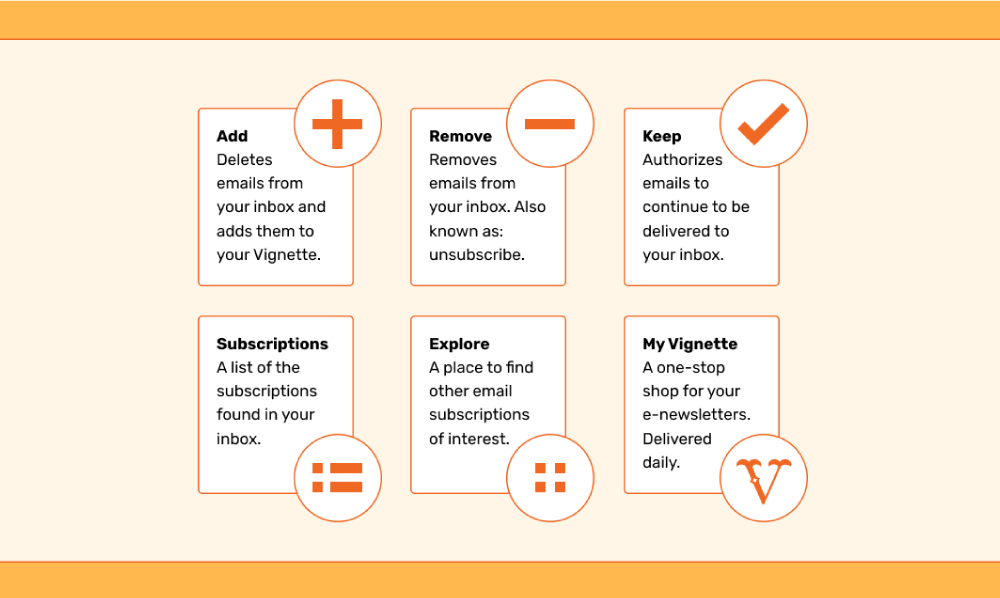 Add
Deletes
emails from
your inbox and
adds them to
your Vignette.
Remove
Removes
emails from
your inbox. Also
known as:
unsubscribe.
Keep
Authorizes
emails to
continue to be
delivered to
your inbox.
Subscriptions
A list of the
subscriptions
found in your
inbox.
Explore
A place to find
other email
subscriptions
of interest.
My Vignette
A one-stop
shop for your
e-newsletters.
Delivered
daily.
V